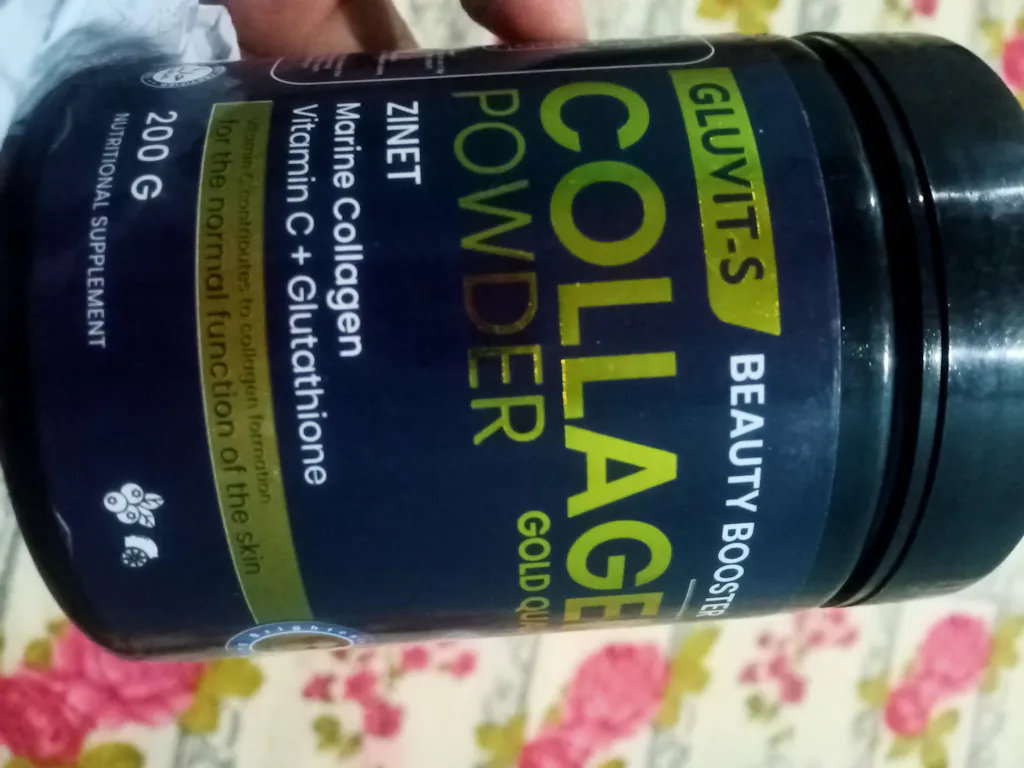 GLUVIT-S
BEAUTY BOOSTER
COLLAGE
POWDER
GOLD
ZINET
Marine Collagen
Vitamin C + Glutathione
Vitamin C contributes to collagen formation
for the normal function of the skin
200 G
NUTRITIONAL SUPPLEMENT